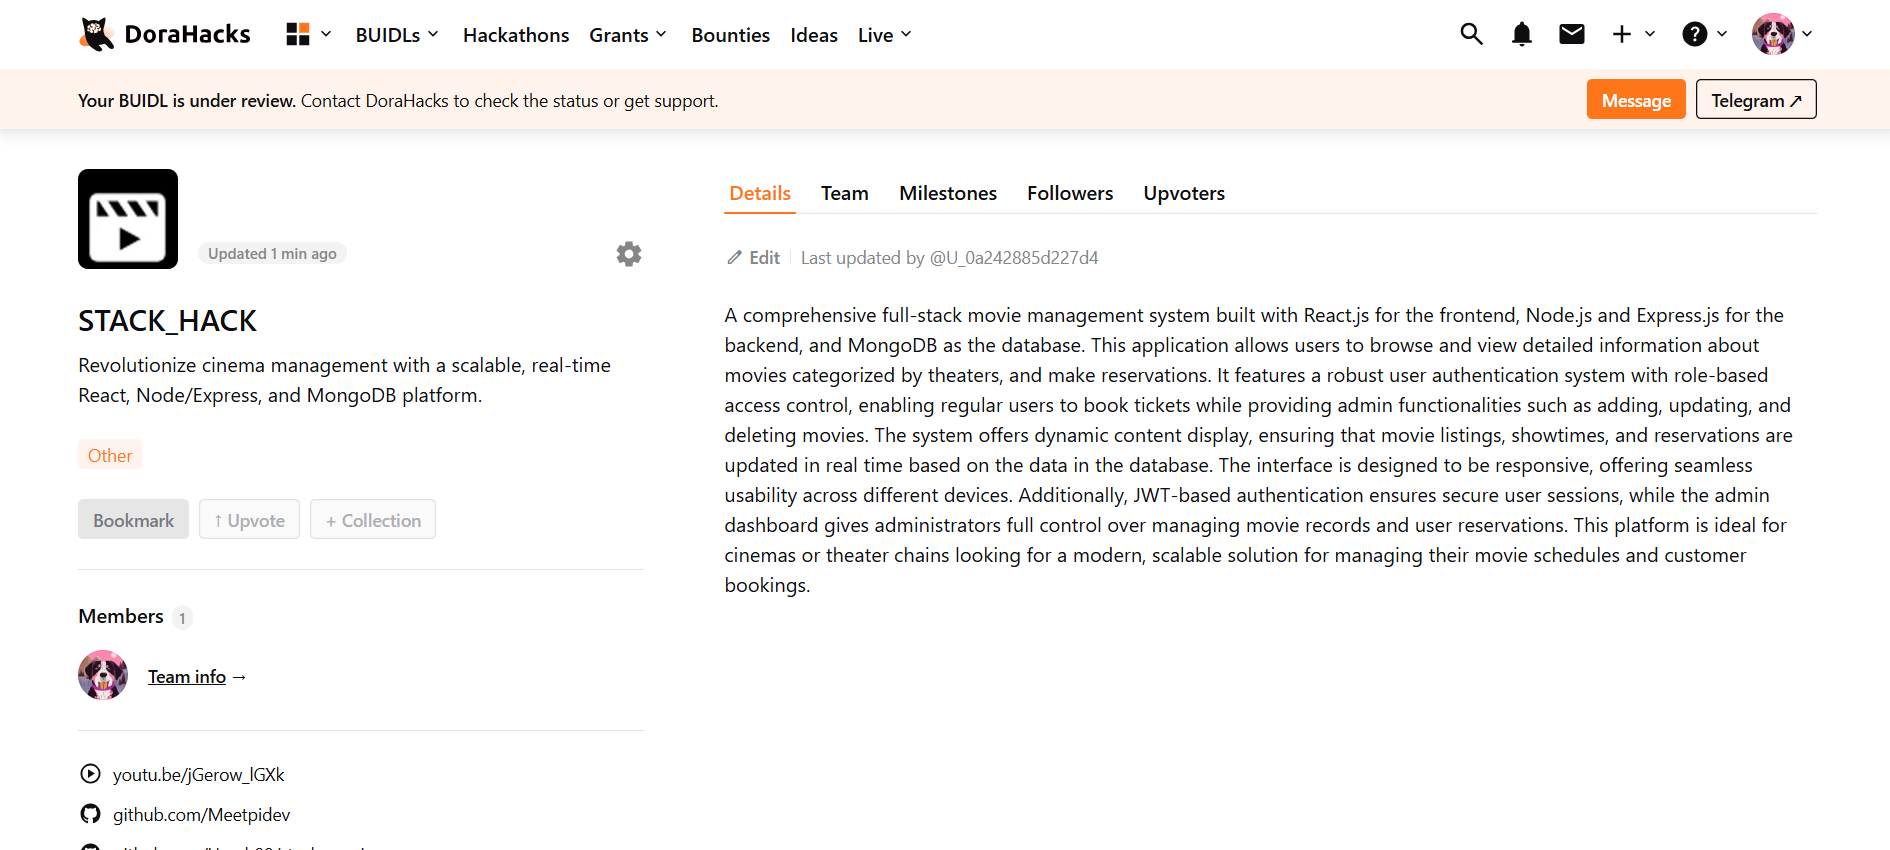 DoraHacks
BUIDLs
Hackathons
Grants
Bounties
Ideas
Live
Your BUIDL is under review. Contact DoraHacks to check the status or get support.
Message
Telegram ↗
Updated 1 min ago
STACK_HACK
Revolutionize cinema management with a scalable, real-time
React, Node/Express, and MongoDB platform.
Other
Bookmark
↑ Upvote
+ Collection
Members 1
Team info →
youtu.be/jGerow_lGXk
github.com/Meetpidev
Details
Team
Milestones
Followers
Upvoters
Edit
Last updated by @U_0a242885d227d4
A comprehensive full-stack movie management system built with React.js for the frontend, Node.js and Express.js for the
backend, and MongoDB as the database. This application allows users to browse and view detailed information about
movies categorized by theaters, and make reservations. It features a robust user authentication system with role-based
access control, enabling regular users to book tickets while providing admin functionalities such as adding, updating, and
deleting movies. The system offers dynamic content display, ensuring that movie listings, showtimes, and reservations are
updated in real time based on the data in the database. The interface is designed to be responsive, offering seamless
usability across different devices. Additionally, JWT-based authentication ensures secure user sessions, while the admin
dashboard gives administrators full control over managing movie records and user reservations. This platform is ideal for
cinemas or theater chains looking for a modern, scalable solution for managing their movie schedules and customer
bookings.